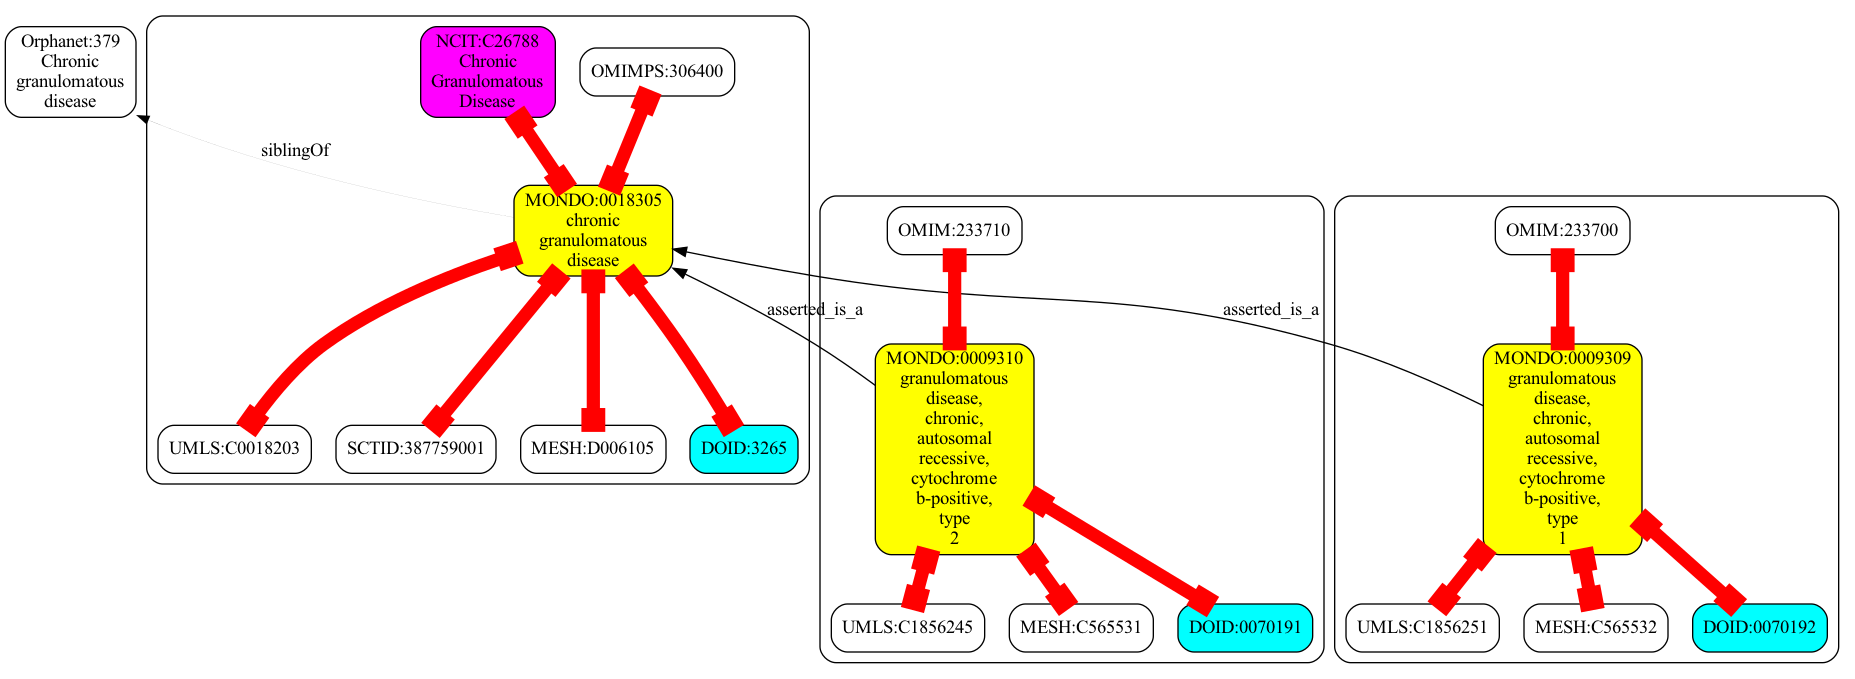 Orphanet:379
Chronic
granulomatous
disease
NCIT:C26788
Chronic
Granulomatous
Disease
OMIMPS:306400
siblingOf
MONDO:0018305
chronic
granulomatous
disease
UMLS:C0018203
SCTID:387759001
MESH:D006105
DOID:3265
asserted_is_a
asserted_is_a
OMIM:233710
MONDO:0009310
granulomatous
disease,
chronic,
autosomal
recessive,
cytochrome
b-positive,
type
2
UMLS:C1856245
MESH:C565531
DOID:0070191
OMIM:233700
MONDO:0009309
granulomatous
disease,
chronic,
autosomal
recessive,
cytochrome
b-positive,
type
1
UMLS:C1856251
MESH:C565532
DOID:0070192